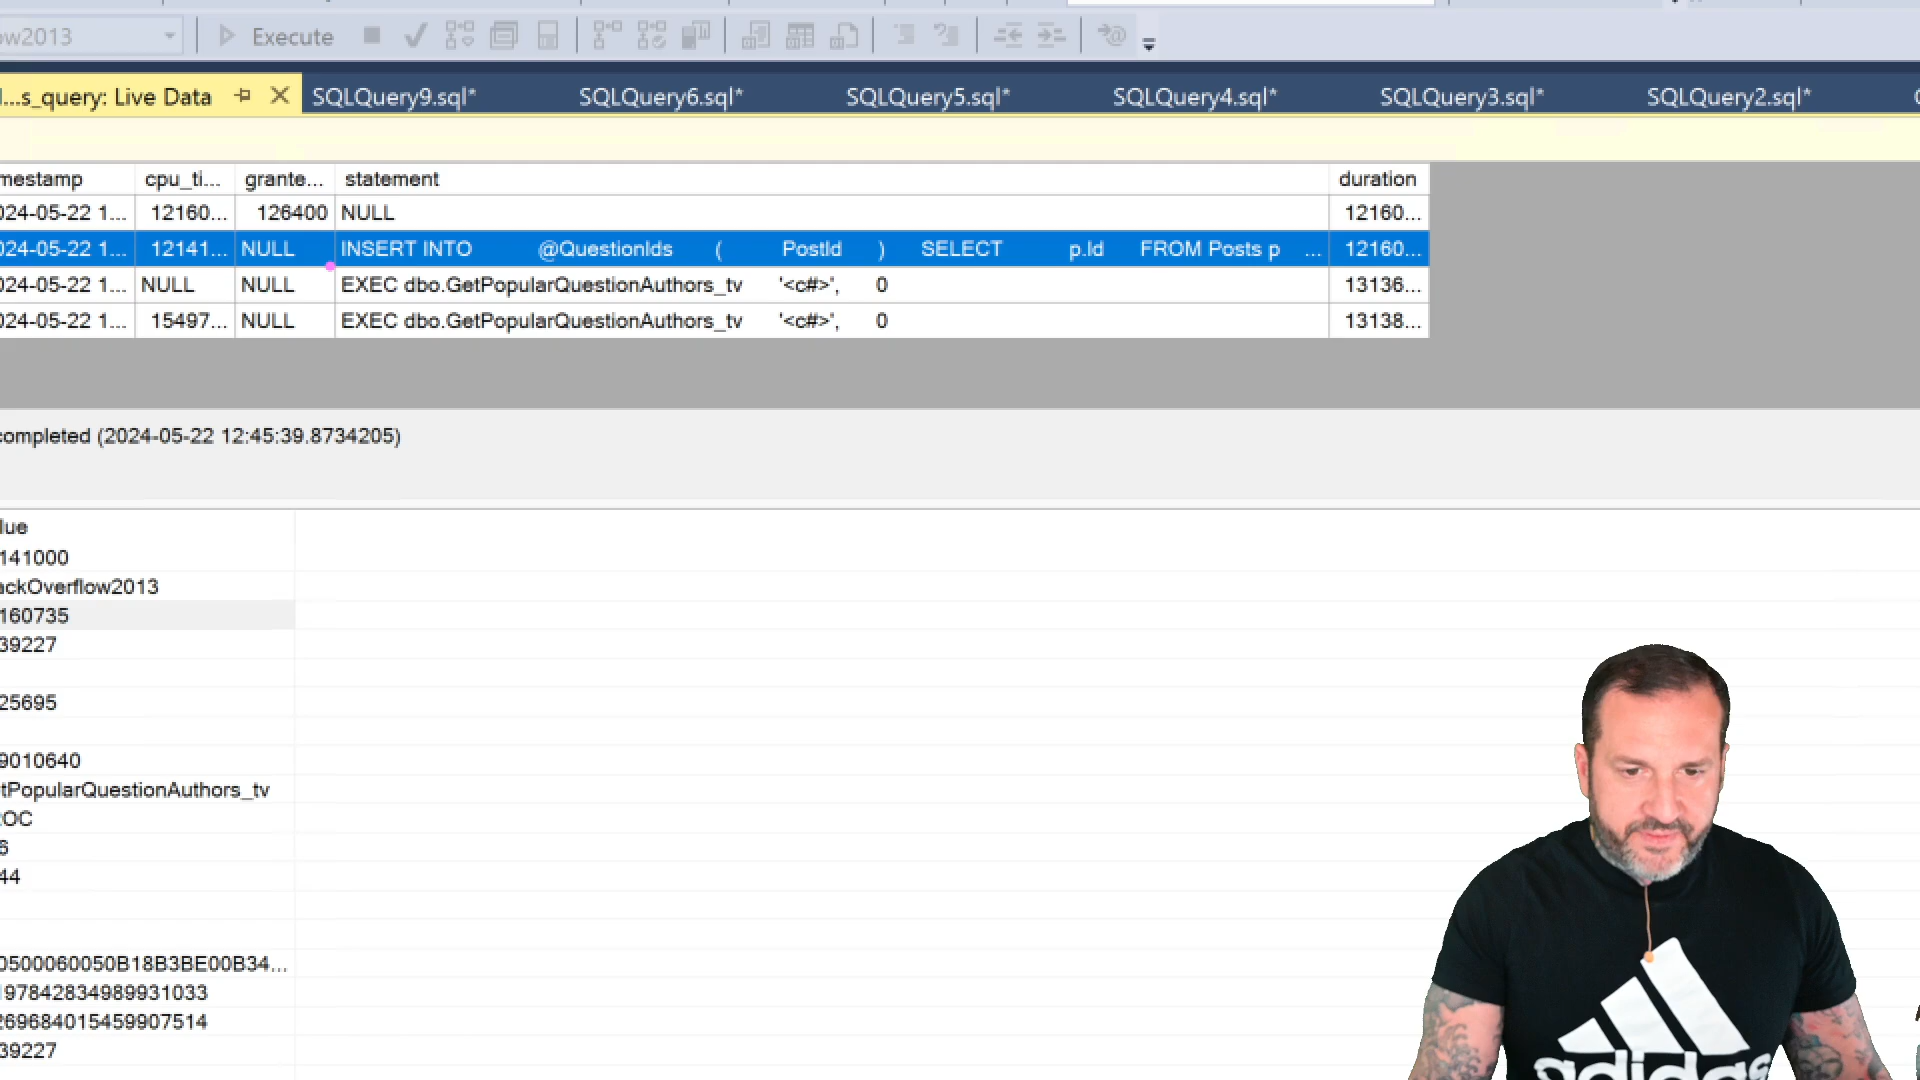 ow2013 Execute
...s_query: Live Data SQLQuery9.sql* SQLQuery6.sql* SQLQuery5.sql* SQLQuery4.sql* SQLQuery3.sql* SQLQuery2.sql*
mestamp cpu_ti... grante... statement duration
024-05-22 1... 12160... 126400 NULL 12160...
024-05-22 1... 12141... NULL INSERT INTO @QuestionIds ( PostId ) SELECT p.Id FROM Posts p ... 12160...
024-05-22 1... NULL NULL EXEC dbo.GetPopularQuestionAuthors_tv '<c#>', 0 13136...
024-05-22 1... 15497... NULL EXEC dbo.GetPopularQuestionAuthors_tv '<c#>', 0 13138...
completed (2024-05-22 12:45:39.8734205)
lue
141000
ackOverflow2013
160735
39227
25695
9010640
tPopularQuestionAuthors_tv
OC
6
44
0500060050B18B3BE00B34...
197842834989931033
269684015459907514
39227
adidas